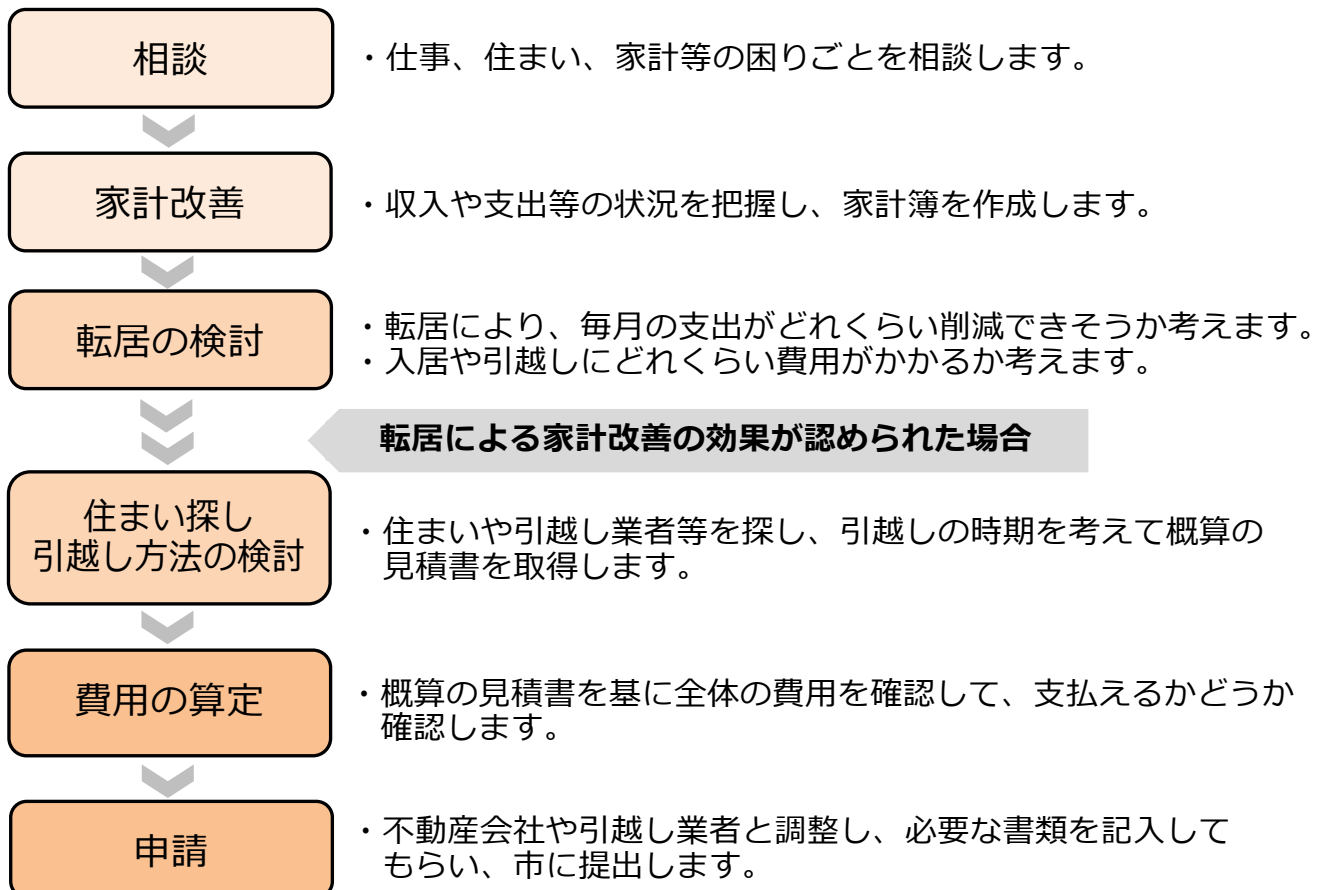 相談
・仕事、住まい、家計等の困りごとを相談します。
家計改善
・収入や支出等の状況を把握し、家計簿を作成します。
転居の検討
・転居により、毎月の支出がどれくらい削減できそうか考えます。
・入居や引越しにどれくらい費用がかかるか考えます。
転居による家計改善の効果が認められた場合
住まい探し
引越し方法の検討
・住まいや引越し業者等を探し、引越しの時期を考えて概算の
見積書を取得します。
費用の算定
・概算の見積書を基に全体の費用を確認して、支払えるかどうか
確認します。
申請
・不動産会社や引越し業者と調整し、必要な書類を記入して
もらい、市に提出します。